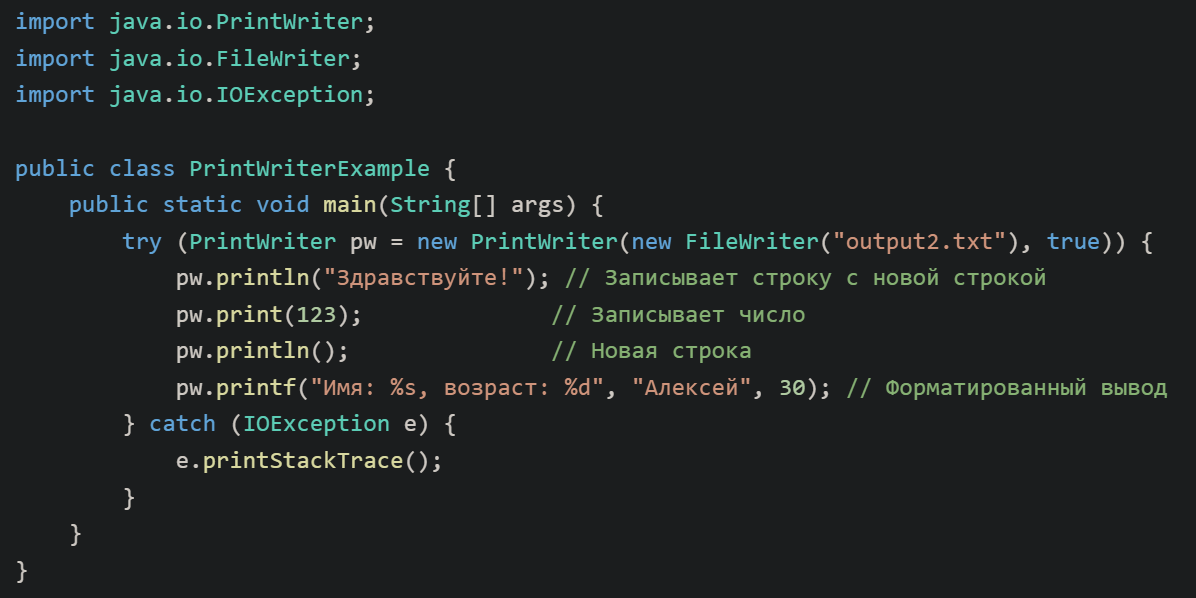 import java.io.PrintWriter;
import java.io.FileWriter;
import java.io.IOException;

public class PrintWriterExample {
    public static void main(String[] args) {
        try (PrintWriter pw = new PrintWriter(new FileWriter("output2.txt"), true)) {
            pw.println("Здравствуйте!"); // Записывает строку с новой строкой
            pw.print(123);              // Записывает число
            pw.println();               // Новая строка
            pw.printf("Имя: %s, возраст: %d", "Алексей", 30); // Форматированный вывод
        } catch (IOException e) {
            e.printStackTrace();
        }
    }
}